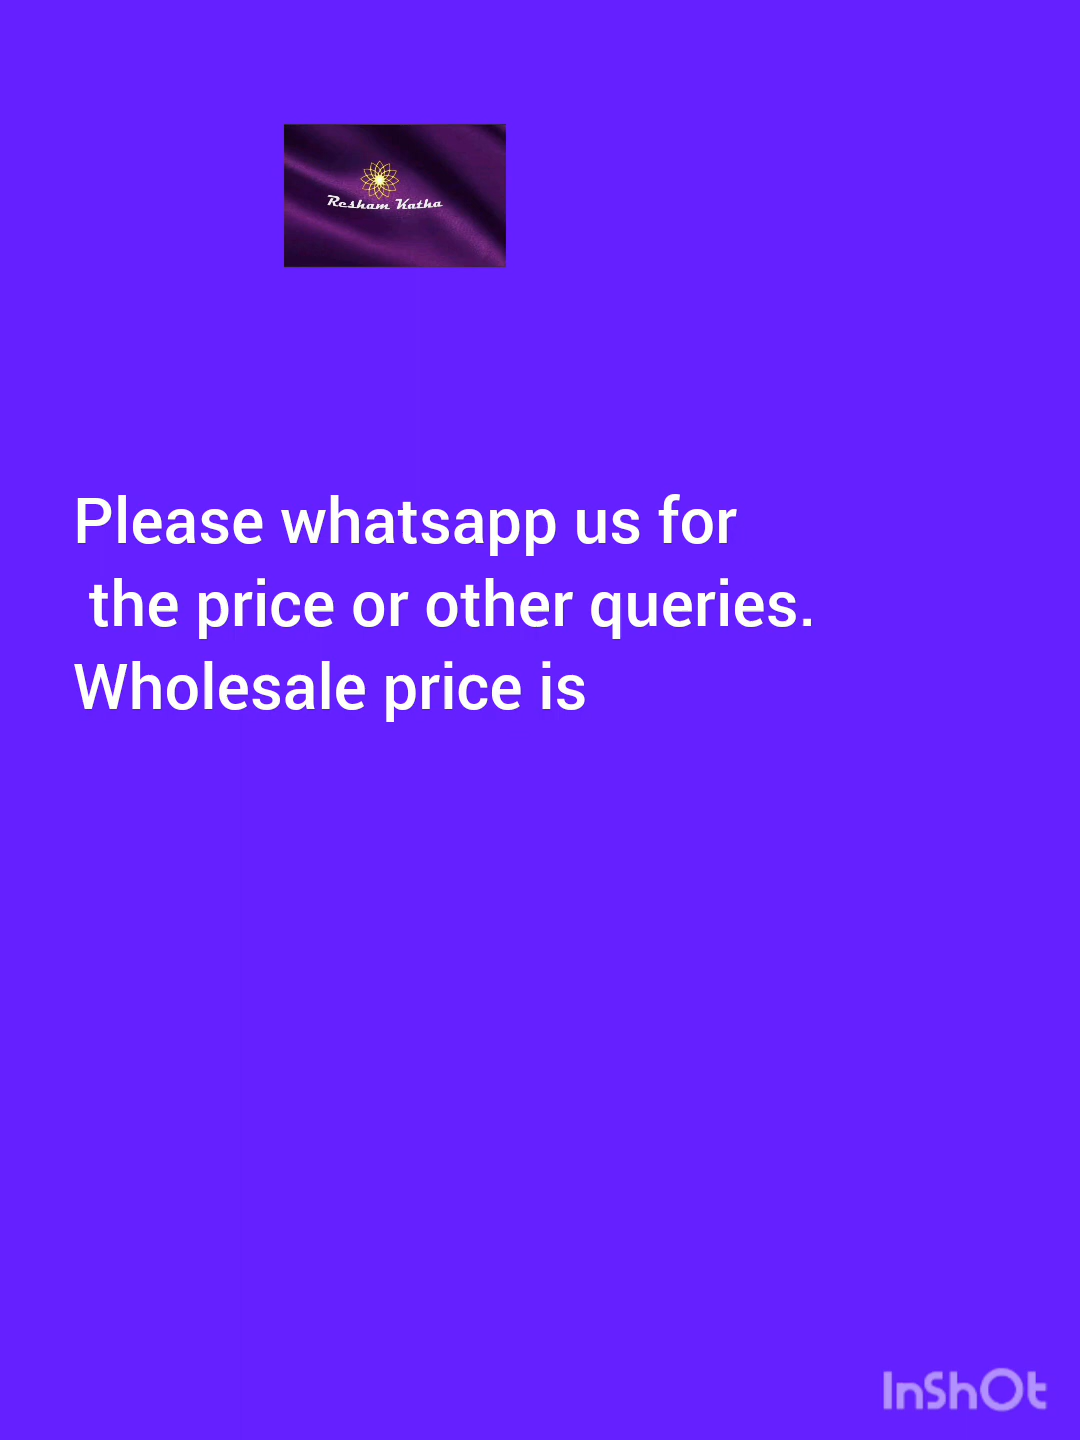 Resham Katha
Please whatsapp us for
the price or other queries.
Wholesale price is
InShOt